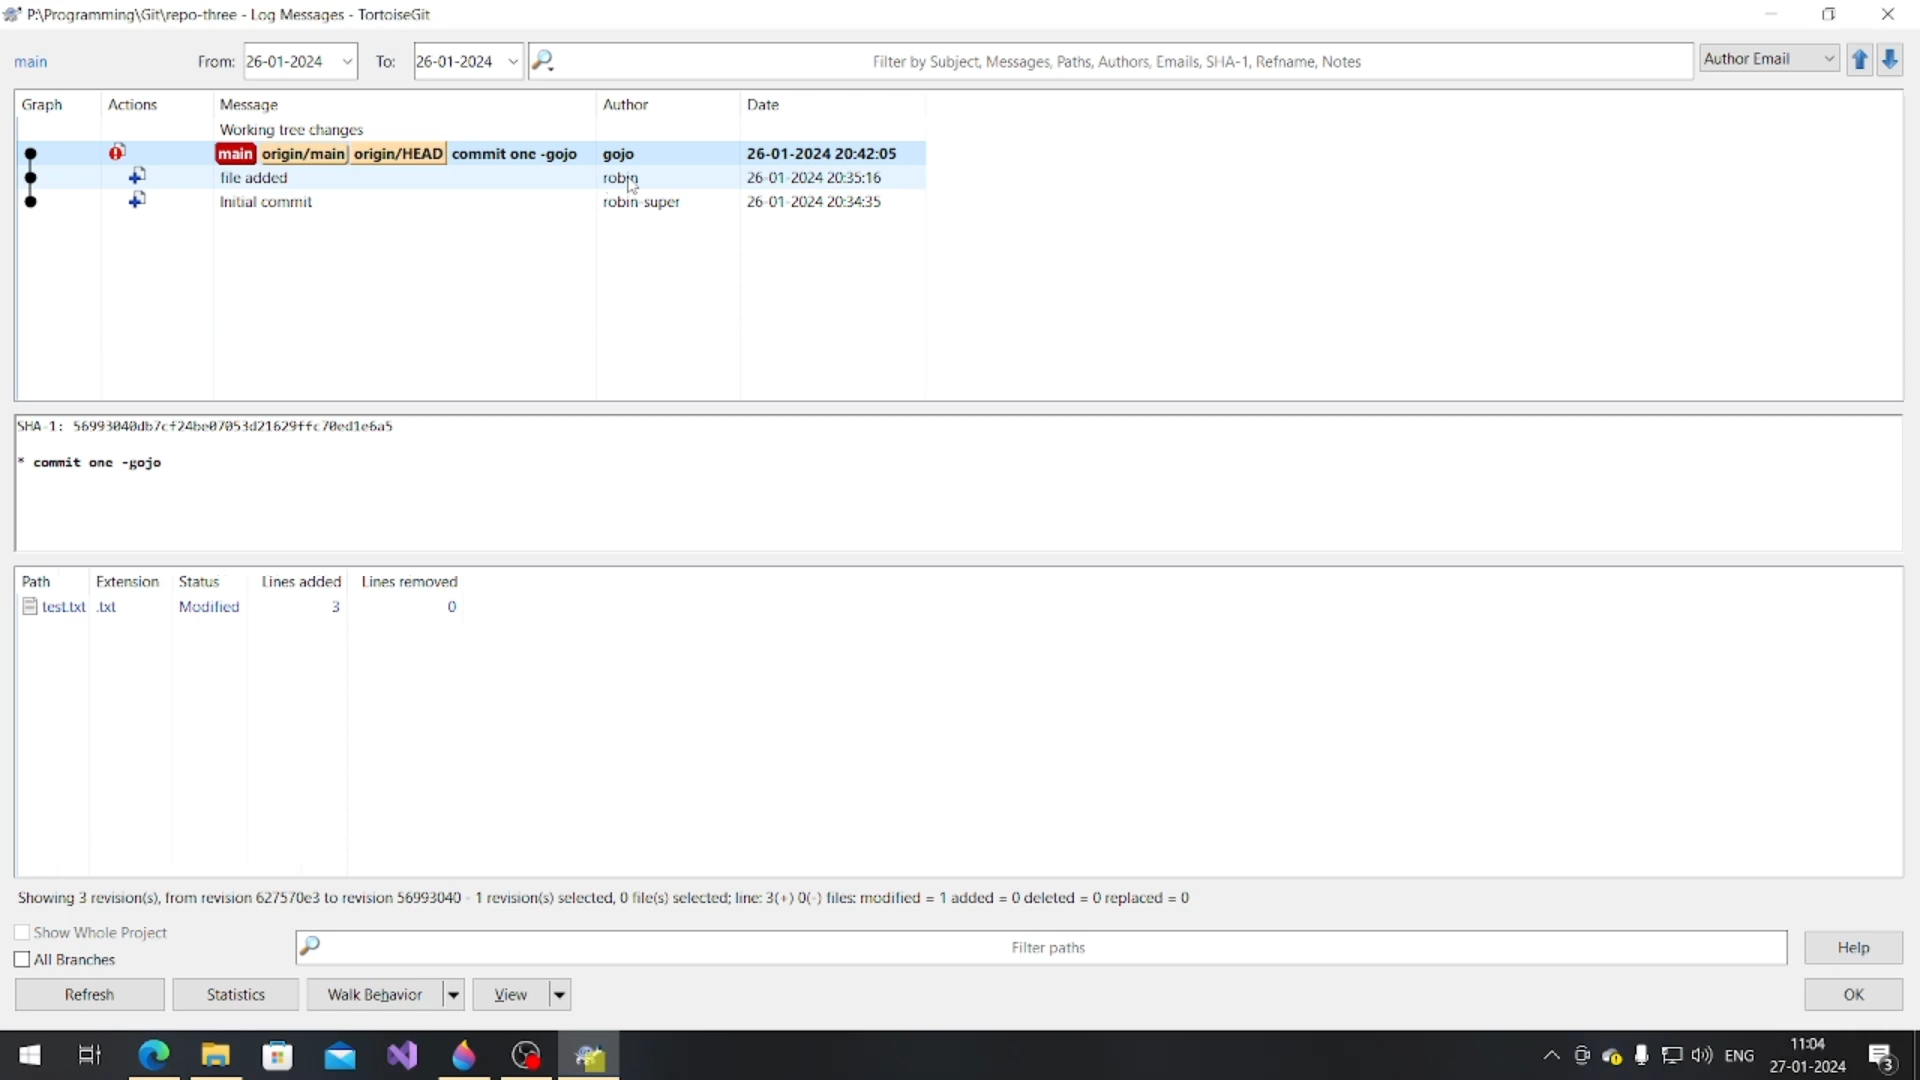 P:\Programming\Git\repo-three - Log Messages - TortoiseGit
main From: 26-01-2024 To: 26-01-2024 Filter by Subject, Messages, Paths, Authors, Emails, SHA-1, Refname, Notes Author Email
Graph Actions Message Author Date
Working tree changes
main origin/main origin/HEAD commit one -gojo gojo 26-01-2024 20:42:05
file added robin 26-01-2024 20:35:16
Initial commit robin-super 26-01-2024 20:34:35
SHA-1: 56993040db7cf24be07053d21629ffc70ed1e6a5
* commit one -gojo
Path Extension Status Lines added Lines removed
test.txt .txt Modified 3 0
Showing 3 revision(s), from revision 627570e3 to revision 56993040 - 1 revision(s) selected, 0 file(s) selected; line: 3(+) 0(-) files: modified = 1 added = 0 deleted = 0 replaced = 0
Show Whole Project
All Branches
Filter paths
Help
Refresh Statistics Walk Behavior View OK
ENG 11:04
27-01-2024
3